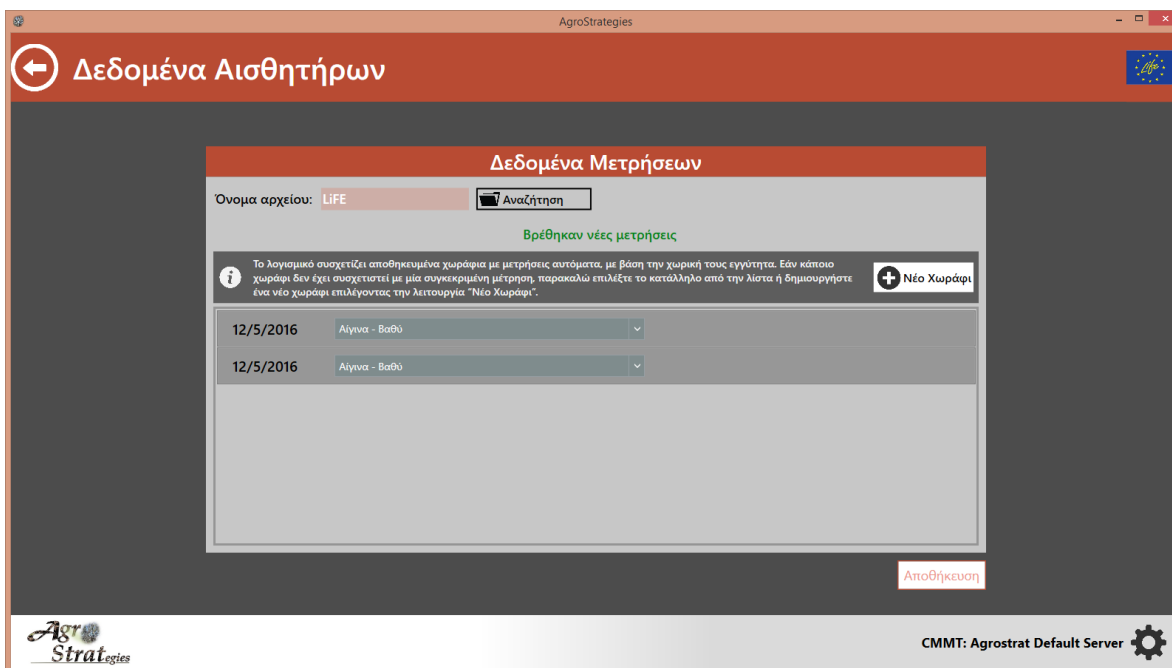 AgroStrategies
Δεδομένα Αισθητήρων
Life
Δεδομένα Μετρήσεων
Όνομα αρχείου: LiFE Αναζήτηση
Βρέθηκαν νέες μετρήσεις
Το λογισμικό συσχετίζει αποθηκευμένα χωράφια με μετρήσεις αυτόματα, με βάση την χωρική τους εγγύτητα. Εάν κάποιο
χωράφι δεν έχει συσχετιστεί με μία συγκεκριμένη μέτρηση, παρακαλώ επιλέξτε το κατάλληλο από την λίστα ή δημιουργήστε
ένα νέο χωράφι επιλέγοντας την λειτουργία "Νέο Χωράφι".
Νέο Χωράφι
12/5/2016 Αίγινα - Βαθύ
12/5/2016 Αίγινα - Βαθύ
Αποθήκευση
Agro
Strategies
CMMT: Agrostrat Default Server